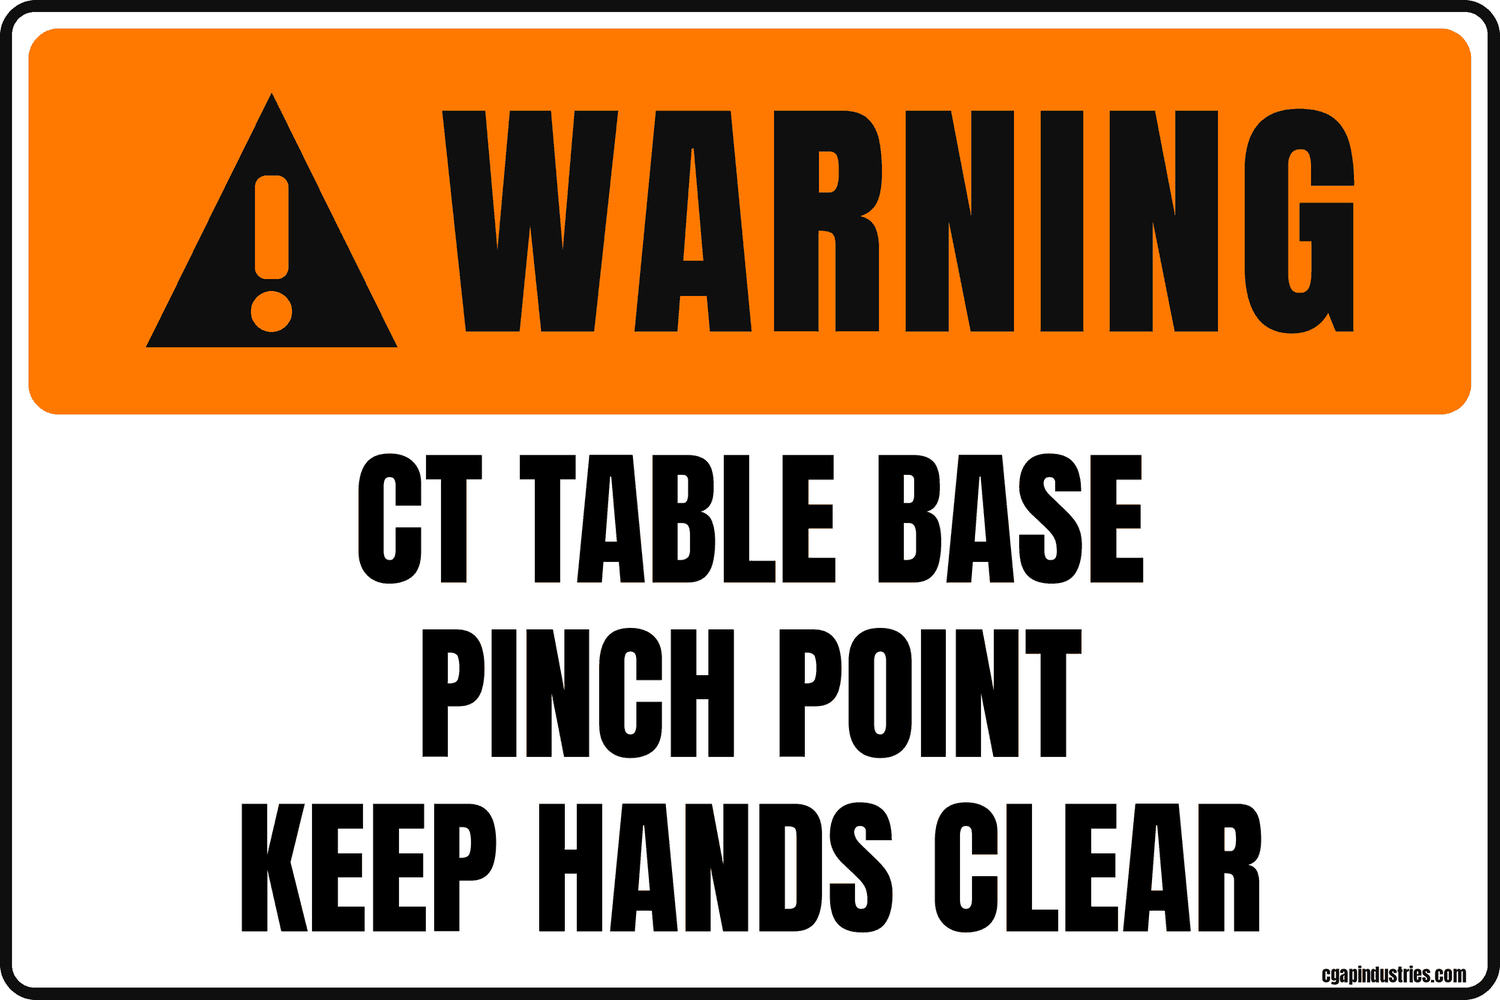 WARNING
CT TABLE BASE
PINCH POINT
KEEP HANDS CLEAR
cgapindustries.com